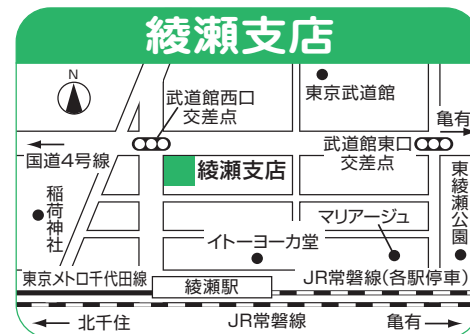 綾瀬支店
N
武道館西口
交差点
東京武道館
亀有
国道4号線
綾瀬支店
武道館東口
交差点
稲荷神社
東綾瀬公園
マリアージュ
イトーヨーカ堂
東京メトロ千代田線
綾瀬駅
JR常磐線(各駅停車)
北千住
JR常磐線
亀有